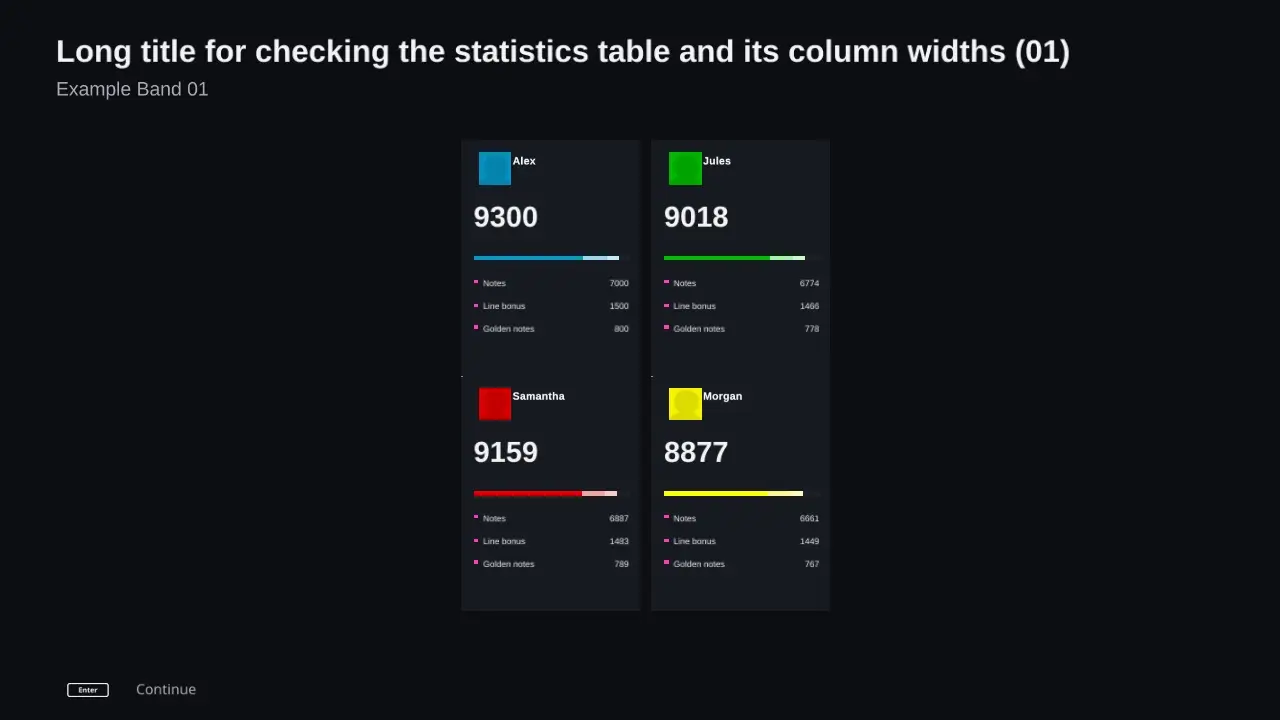 Long title for checking the statistics table and its column widths (01)
Example Band 01
Alex
9300
Notes 7000
Line bonus 1500
Golden notes 800
Jules
9018
Notes 6774
Line bonus 1466
Golden notes 778
Samantha
9159
Notes 6887
Line bonus 1483
Golden notes 789
Morgan
8877
Notes 6661
Line bonus 1449
Golden notes 767
Enter Continue